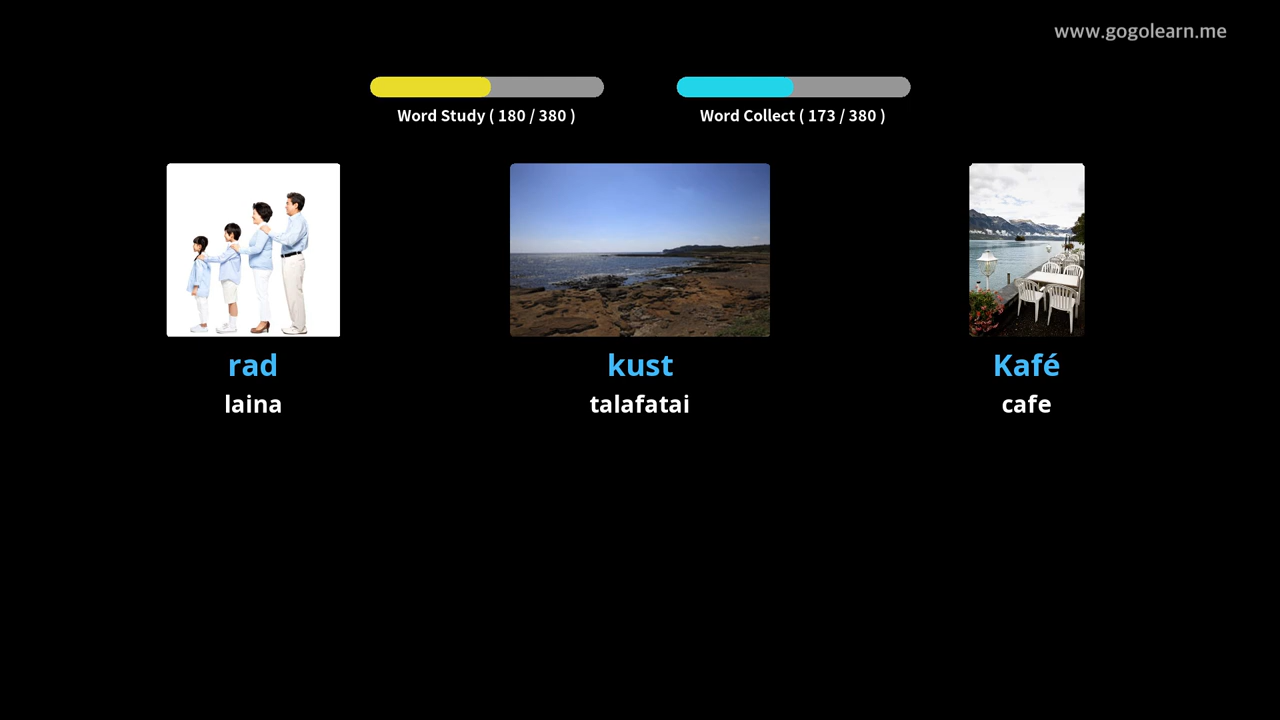 www.gogolearn.me
Word Study ( 180 / 380 )
Word Collect ( 173 / 380 )
rad
laina
kust
talafatai
Kafé
cafe